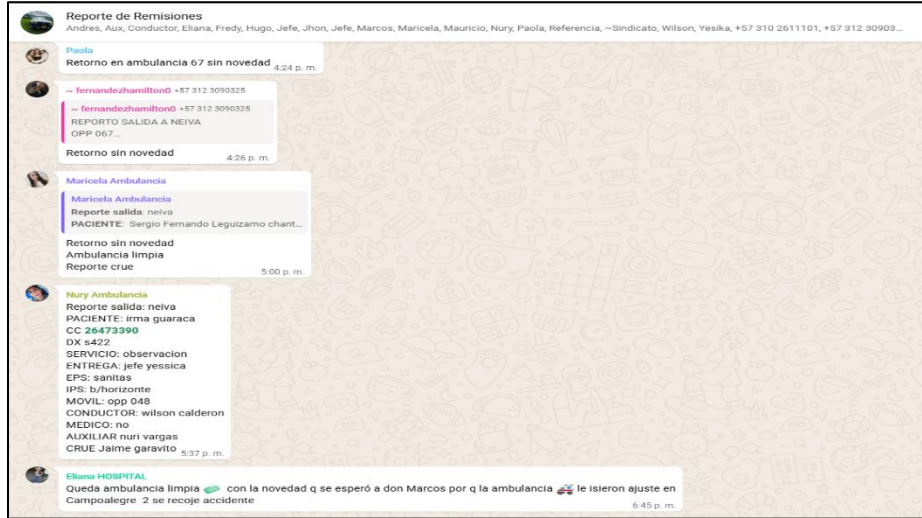 Reporte de Remisiones
Andres, Aux, Conductor, Eliana, Fredy, Hugo, Jefe, Jhon, Jefe, Marcos, Maricela, Mauricio, Nury, Paola, Referencia, ~Sindicato, Wilson, Yesika, +57 310 2611101, +57 312 30903...
Paola
Retorno en ambulancia 67 sin novedad
4:24 p. m.
~ fernandezhamilton0 +57 312 3090325
~ fernandezhamilton0 +57 312 3090325
REPORTO SALIDA A NEIVA
OPP 067...
Retorno sin novedad
4:26 p. m.
Maricela Ambulancia
Maricela Ambulancia
Reporte salida: neiva
PACIENTE: Sergio Fernando Leguizamo chant...
Retorno sin novedad
Ambulancia limpia
Reporte crue
5:00 p. m.
Nury Ambulancia
Reporte salida: neiva
PACIENTE: irma guaraca
CC 26473390
DX s422
SERVICIO: observacion
ENTREGA: jefe yessica
EPS: sanitas
IPS: b/horizonte
MOVIL: opp 048
CONDUCTOR: wilson calderon
MEDICO: no
AUXILIAR nuri vargas
CRUE Jaime garavito
5:37 p. m.
Eliana HOSPITAL
Queda ambulancia limpia 🧼 con la novedad q se esperó a don Marcos por q la ambulancia 🚑 le isieron ajuste en
Campoalegre 2 se recoje accidente
6:45 p. m.